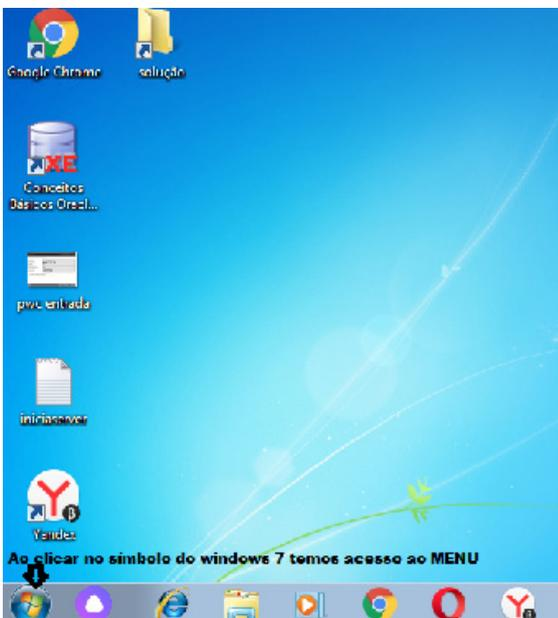 Google Chrome
solução
XE
Conceitos
Básicos Oracl...
pwc entrada
iniciaserver
Yandex
Ao clicar no simbolo do windows 7 temos acesso ao MENU